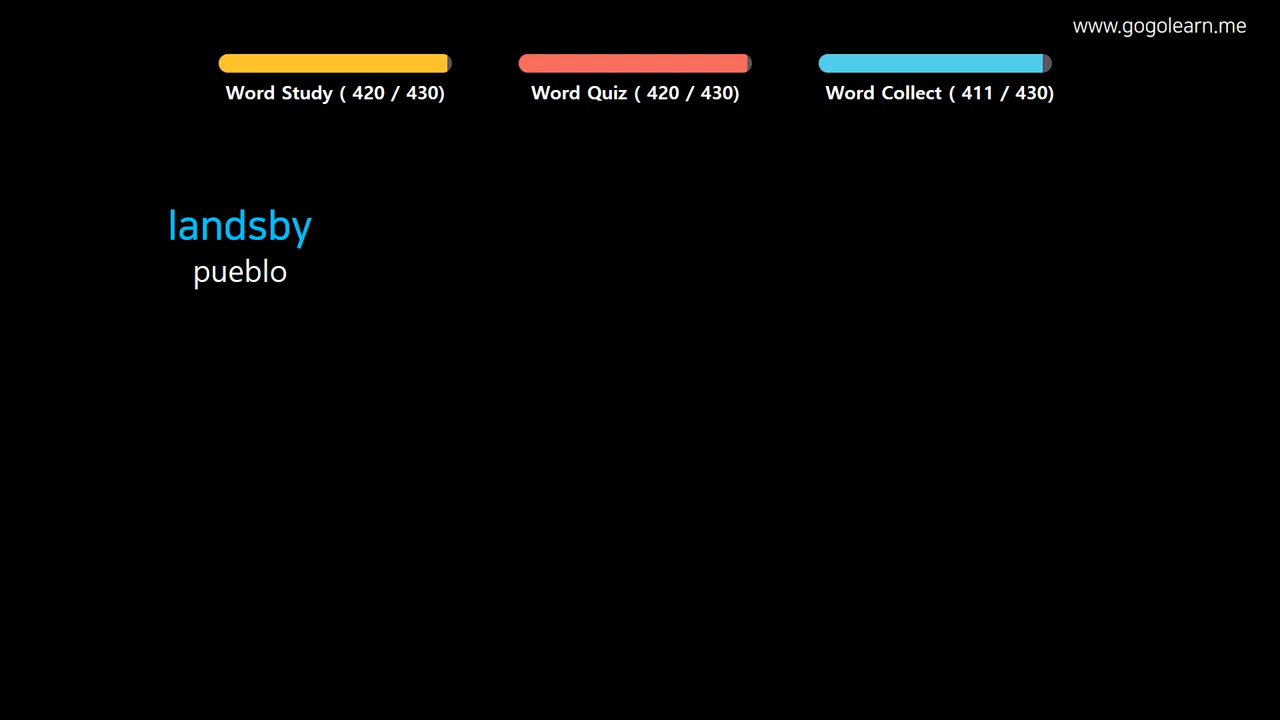 www.gogolearn.me
Word Study ( 420 / 430)
Word Quiz ( 420 / 430)
Word Collect ( 411 / 430)
landsby
pueblo